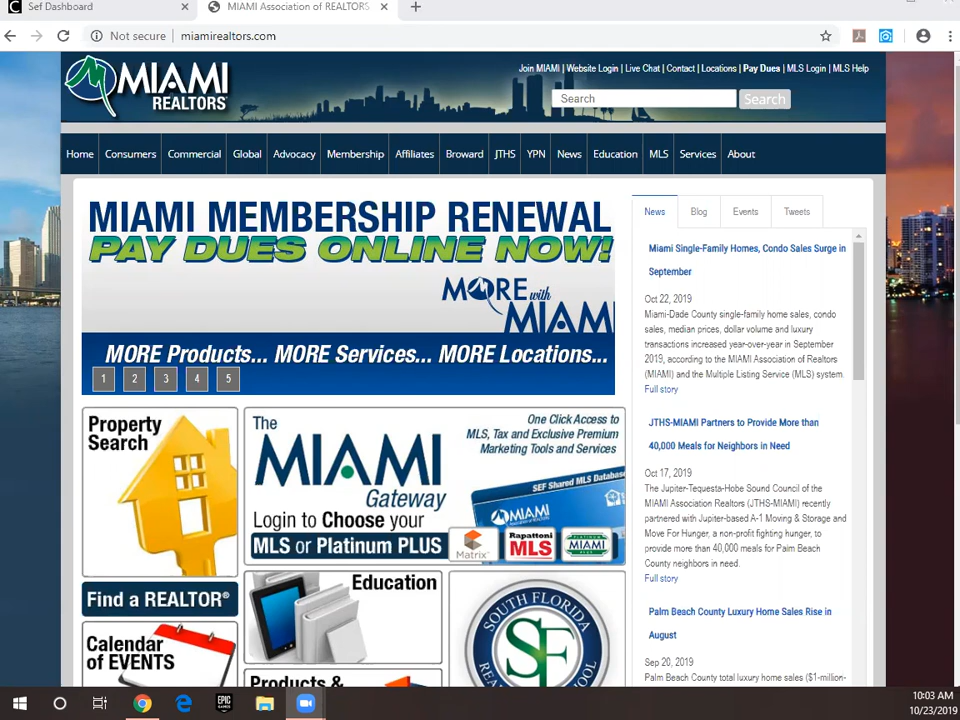 Sef Dashboard
MIAMI Association of REALTORS
Not secure | miamirealtors.com
MIAMI
REALTORS®
Join MIAMI | Website Login | Live Chat | Contact | Locations | Pay Dues | MLS Login | MLS Help
Search
Search
Home
Consumers
Commercial
Global
Advocacy
Membership
Affiliates
Broward
JTHS
YPN
News
Education
MLS
Services
About
MIAMI MEMBERSHIP RENEWAL
PAY DUES ONLINE NOW!
MORE with
MIAMI
MORE Products... MORE Services... MORE Locations...
1
2
3
4
5
News
Blog
Events
Tweets
Miami Single-Family Homes, Condo Sales Surge in
September
Oct 22, 2019
Miami-Dade County single-family home sales, condo
sales, median prices, dollar volume and luxury
transactions increased year-over-year in September
2019, according to the MIAMI Association of Realtors
(MIAMI) and the Multiple Listing Service (MLS) system.
Full story
JTHS-MIAMI Partners to Provide More than
40,000 Meals for Neighbors in Need
Oct 17, 2019
The Jupiter-Tequesta-Hobe Sound Council of the
MIAMI Association Realtors (JTHS-MIAMI) recently
partnered with Jupiter-based A-1 Moving & Storage and
Move For Hunger, a non-profit fighting hunger, to
provide more than 40,000 meals for Palm Beach
County neighbors in need.
Full story
Palm Beach County Luxury Home Sales Rise in
August
Sep 20, 2019
Palm Beach County total luxury home sales ($1-million-
Property
Search
The
MIAMI
Gateway
One Click Access to
MLS, Tax and Exclusive Premium
Marketing Tools and Services
SEF Shared MLS Database
MIAMI
Login to Choose your
MLS or Platinum PLUS
Matrix
Rapattoni
MLS
PLATINUM
MIAMI
PLUS
Find a REALTOR®
Education
SOUTH FLORIDA
SF
Calendar
of EVENTS
Products &
EPIC
GAMES
10:03 AM
10/23/2019